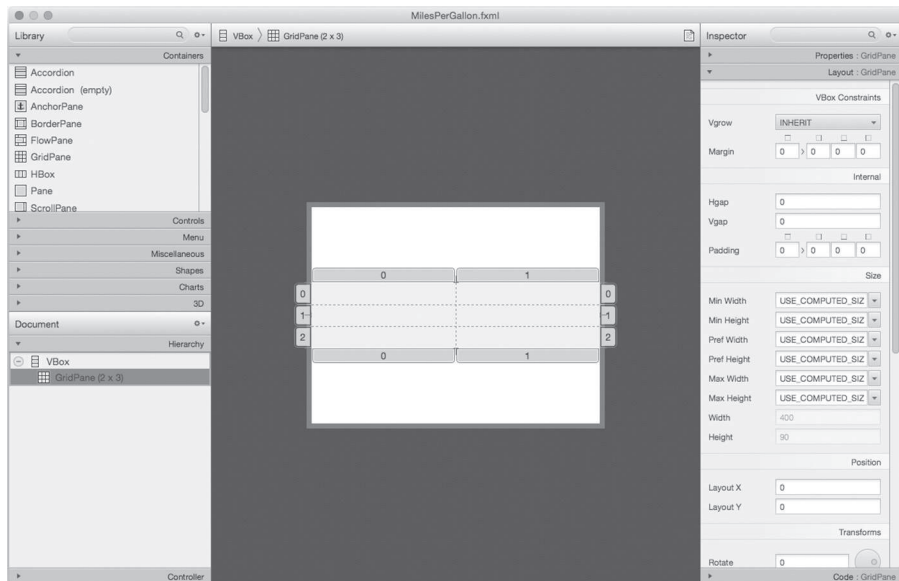 MilesPerGallon.fxml
Library
VBox
GridPane (2 x 3)
Inspector
Containers
Accordion
Accordion (empty)
AnchorPane
BorderPane
FlowPane
GridPane
HBox
Pane
ScrollPane
Controls
Menu
Miscellaneous
Shapes
Charts
3D
Document
Hierarchy
VBox
GridPane (2 x 3)
Controller
0 1
0 0
1 1
2 2
0 1
Properties : GridPane
Layout : GridPane
VBox Constraints
Vgrow INHERIT
Margin 0 0 0 0
Internal
Hgap 0
Vgap 0
Padding 0 0 0 0
Size
Min Width USE_COMPUTED_SIZ
Min Height USE_COMPUTED_SIZ
Pref Width USE_COMPUTED_SIZ
Pref Height USE_COMPUTED_SIZ
Max Width USE_COMPUTED_SIZ
Max Height USE_COMPUTED_SIZ
Width 400
Height 90
Position
Layout X 0
Layout Y 0
Transforms
Rotate 0
Code : GridPane